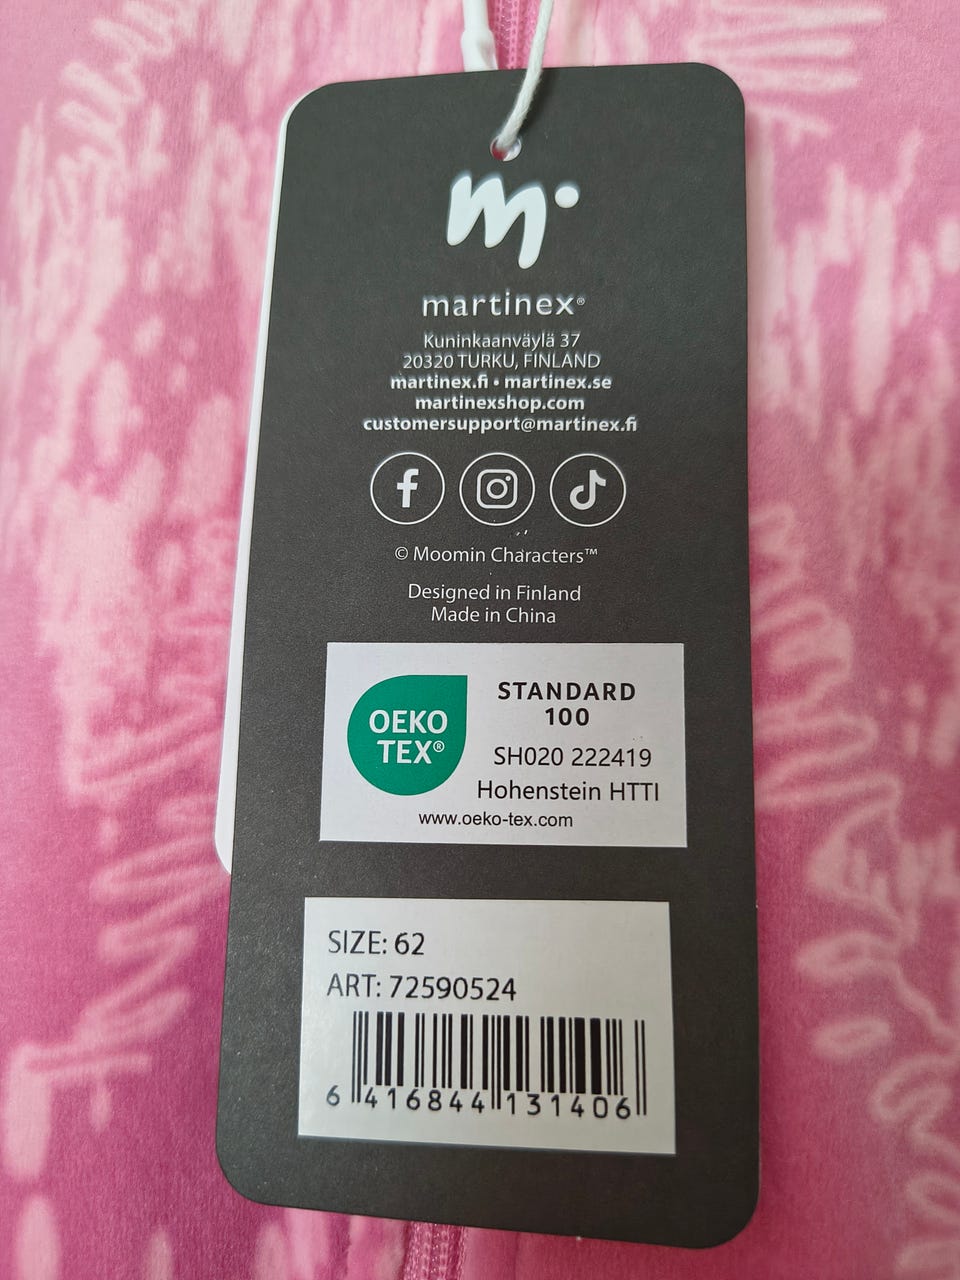 m
martinex®
Kuninkaanväylä 37
20320 TURKU, FINLAND
martinex.fi • martinex.se
martinexshop.com
customersupport@martinex.fi
© Moomin Characters™
Designed in Finland
Made in China
OEKO
TEX®
STANDARD
100
SH020 222419
Hohenstein HTTI
www.oeko-tex.com
SIZE: 62
ART: 72590524
6 416844 131406